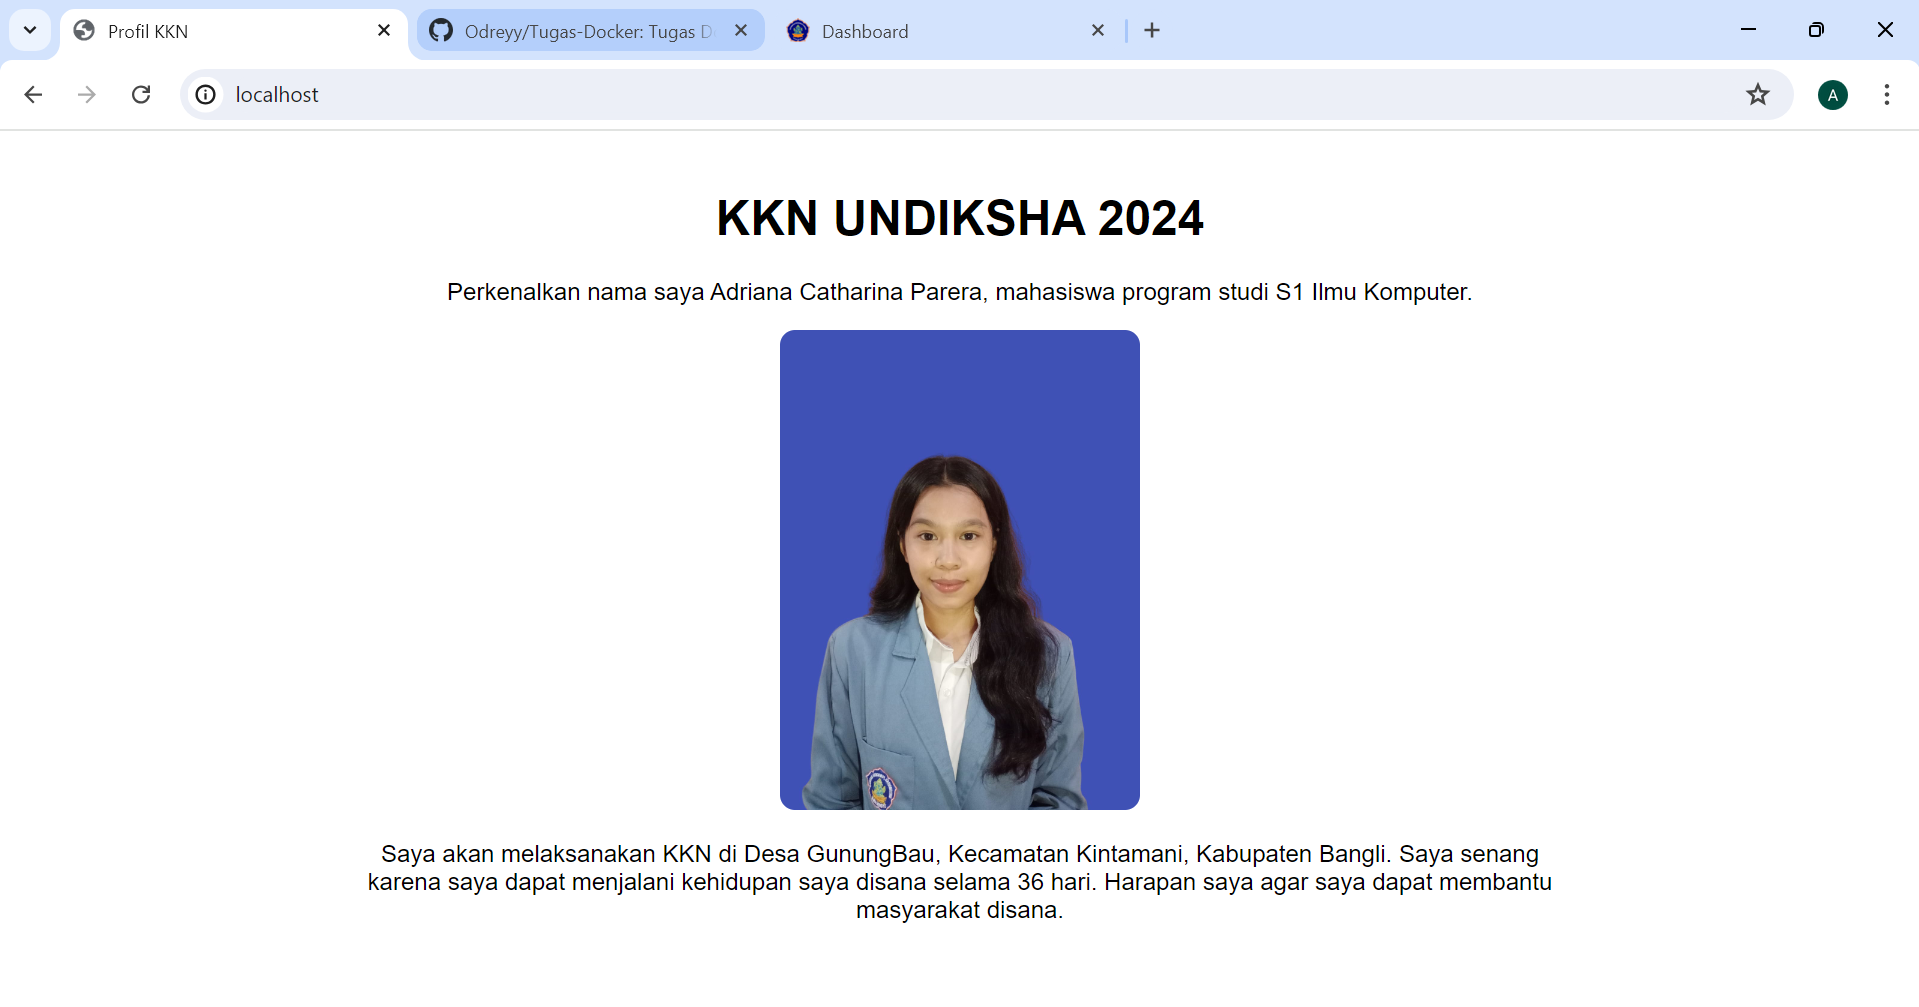 Profil KKN
Odreyy/Tugas-Docker: Tugas D
Dashboard
localhost
A
KKN UNDIKSHA 2024
Perkenalkan nama saya Adriana Catharina Parera, mahasiswa program studi S1 Ilmu Komputer.
Saya akan melaksanakan KKN di Desa GunungBau, Kecamatan Kintamani, Kabupaten Bangli. Saya senang
karena saya dapat menjalani kehidupan saya disana selama 36 hari. Harapan saya agar saya dapat membantu
masyarakat disana.